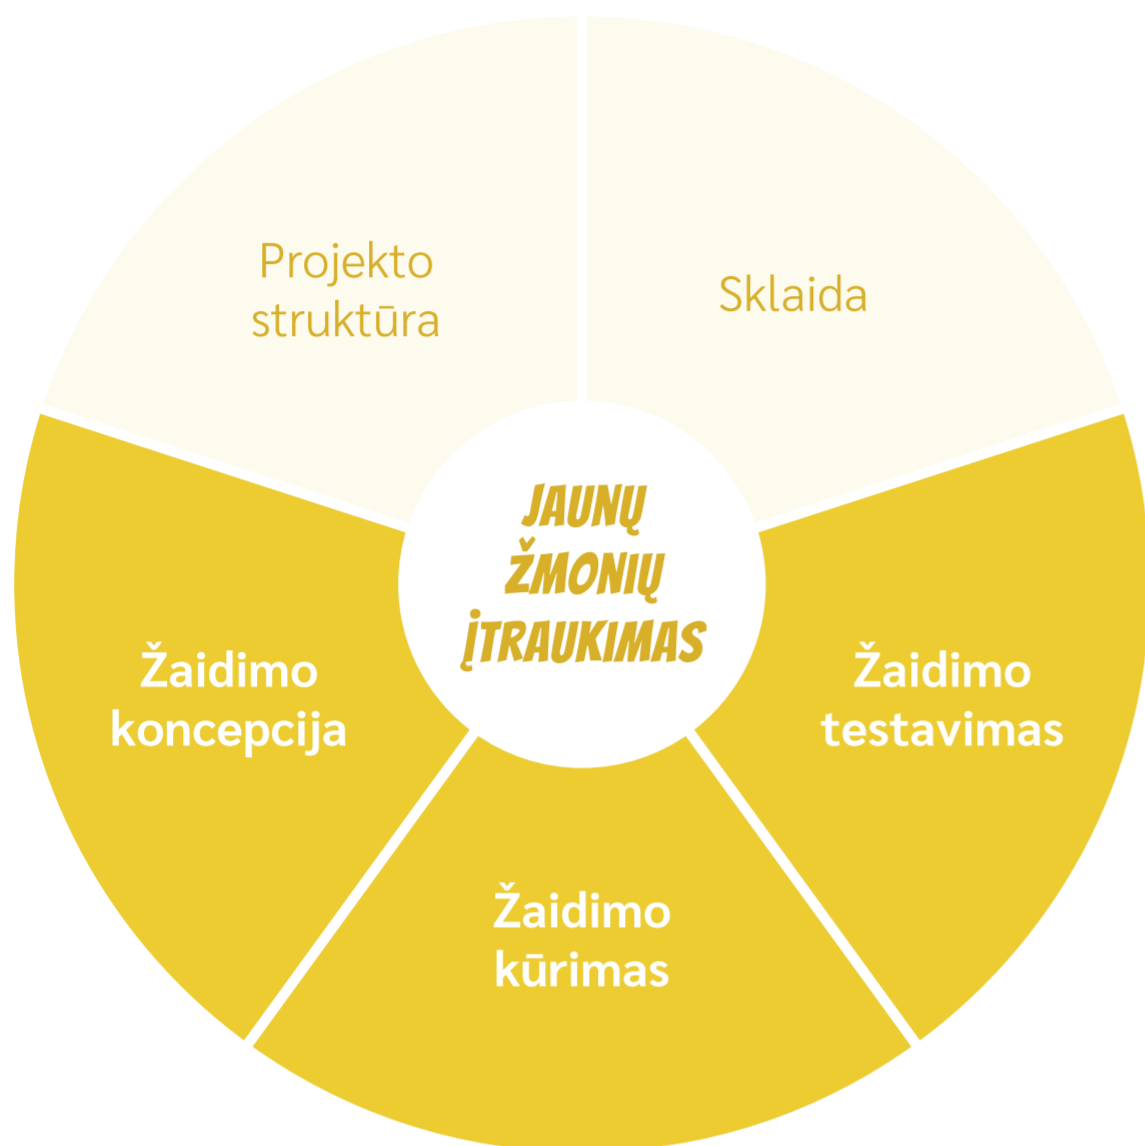 Projekto
struktūra
Sklaida
JAUNŲ
ŽMONIŲ
ĮTRAUKIMAS
Žaidimo
koncepcija
Žaidimo
testavimas
Žaidimo
kūrimas